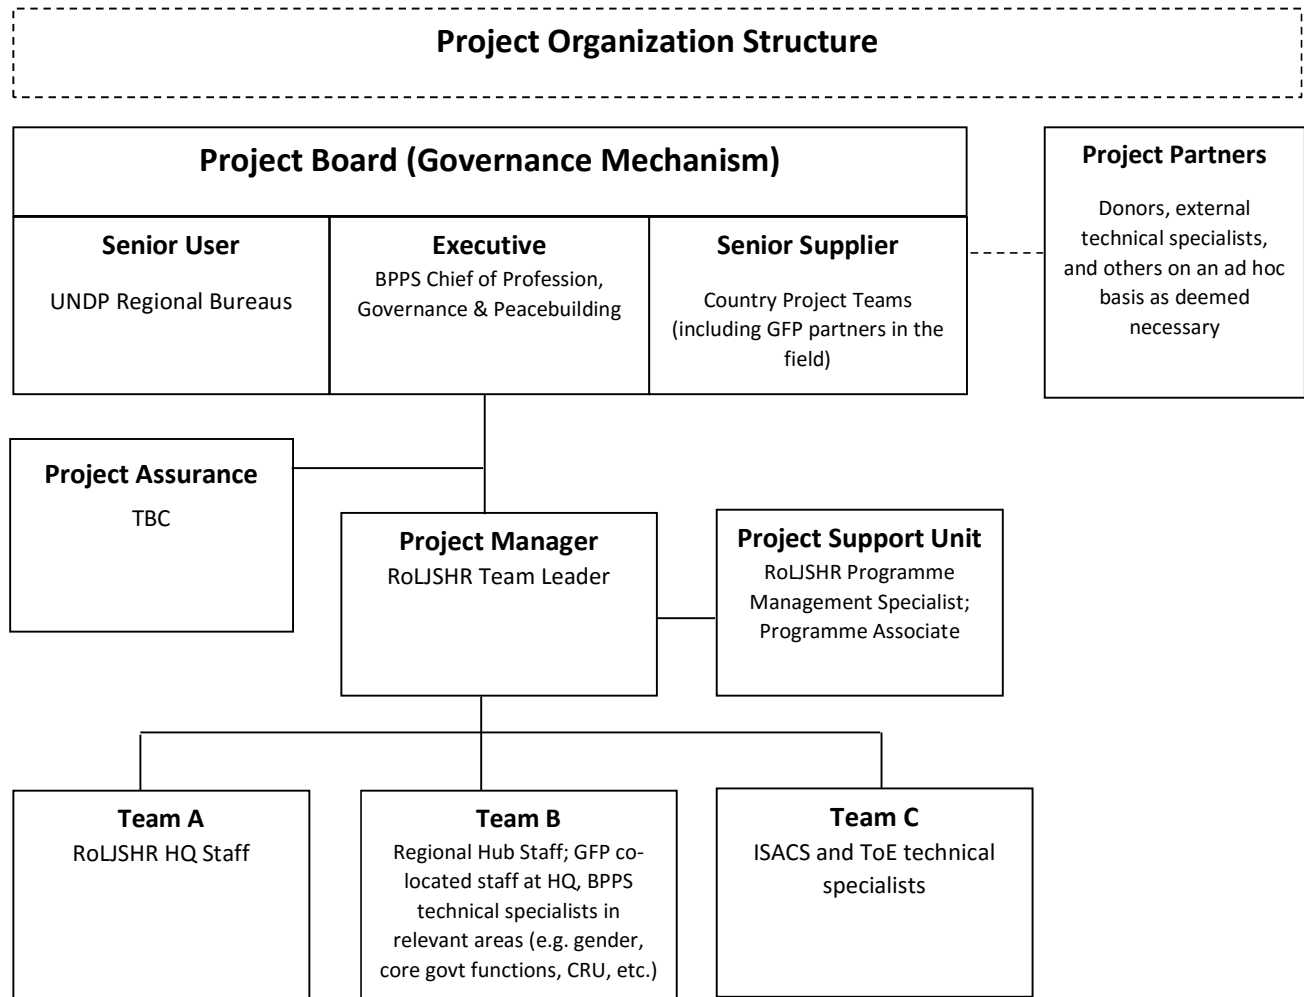 Project Organization Structure
Project Board (Governance Mechanism)
Senior User
UNDP Regional Bureaus
Executive
BPPS Chief of Profession,
Governance & Peacebuilding
Senior Supplier
Country Project Teams
(including GFP partners in the
field)
Project Partners
Donors, external
technical specialists,
and others on an ad hoc
basis as deemed
necessary
Project Assurance
TBC
Project Manager
RoLJSHR Team Leader
Project Support Unit
RoLJSHR Programme
Management Specialist;
Programme Associate
Team A
RoLJSHR HQ Staff
Team B
Regional Hub Staff; GFP co-
located staff at HQ, BPPS
technical specialists in
relevant areas (e.g. gender,
core govt functions, CRU, etc.)
Team C
ISACS and ToE technical
specialists